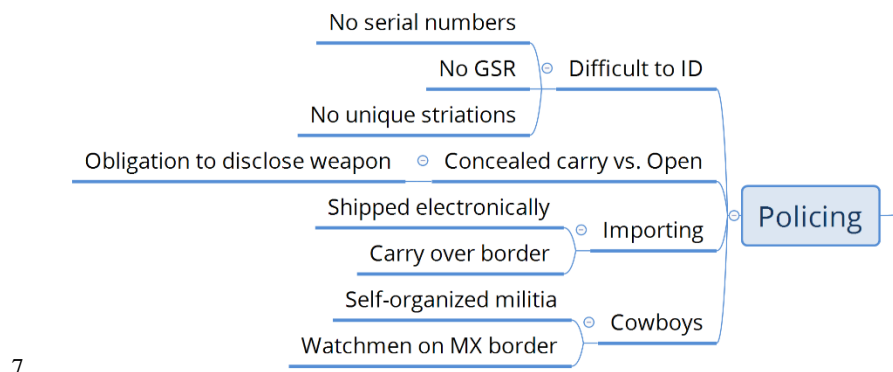 No serial numbers
No GSR
Difficult to ID
No unique striations
Obligation to disclose weapon
Concealed carry vs. Open
Shipped electronically
Policing
Importing
Carry over border
Self-organized militia
Cowboys
Watchmen on MX border
7